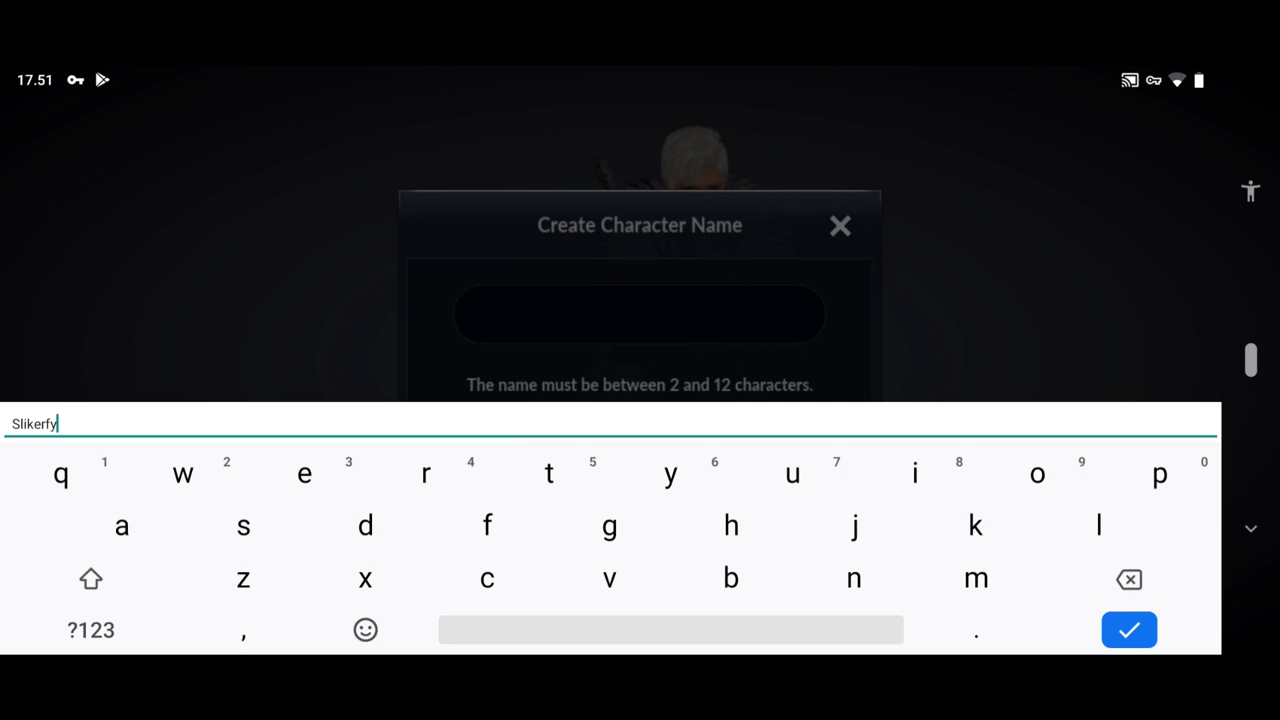 17.51
Create Character Name
The name must be between 2 and 12 characters.
Slikerfy
q 1 w 2 e 3 r 4 t 5 y 6 u 7 i 8 o 9 p 0
a s d f g h j k l
z x c v b n m
?123 , .